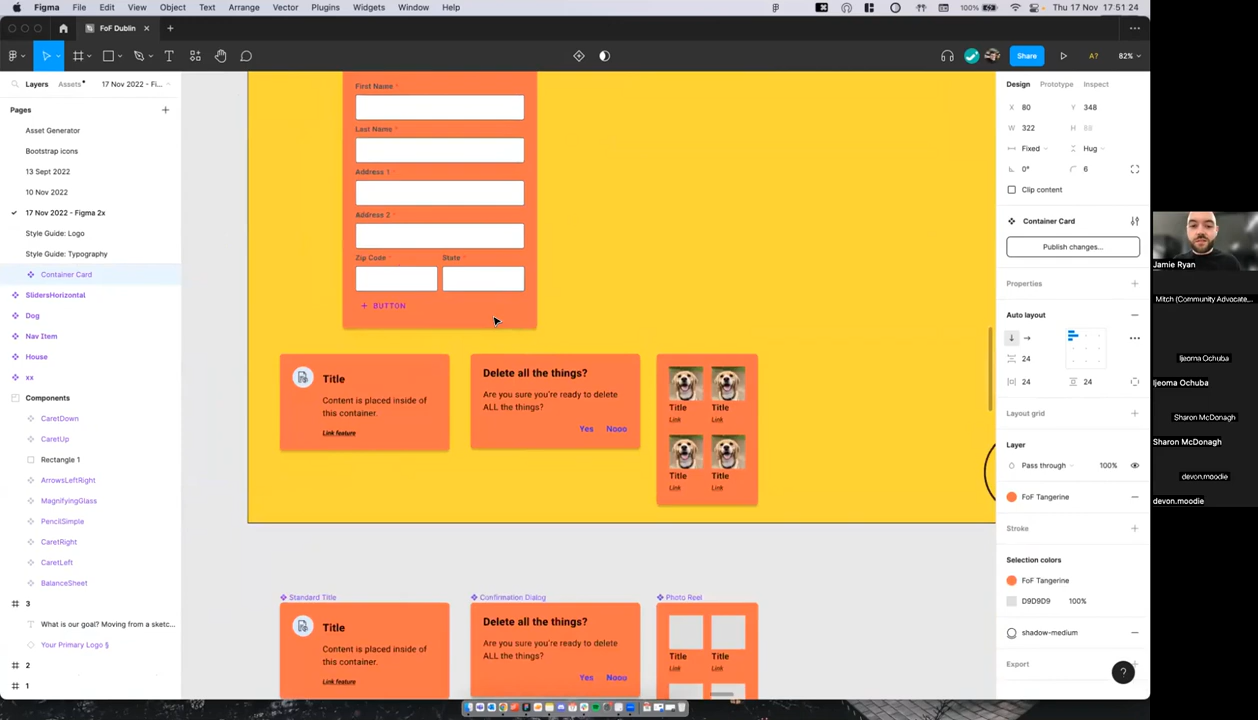 Figma File Edit View Object Text Arrange Vector Plugins Widgets Window Help
100%
Thu 17 Nov 17 51 24
FoF Dublin
Share
A?
82%
Layers
Assets
17 Nov 2022 - Fi...
Pages
Asset Generator
Bootstrap icons
13 Sept 2022
10 Nov 2022
17 Nov 2022 - Figma 2x
Style Guide: Logo
Style Guide: Typography
Container Card
SlidersHorizontal
Dog
Nav Item
House
xx
Components
CaretDown
CaretUp
Rectangle 1
ArrowsLeftRight
MagnifyingGlass
PencilSimple
CaretRight
CaretLeft
BalanceSheet
3
What is our goal? Moving from a sketc...
Your Primary Logo §
2
1
First Name *
Last Name *
Address 1 *
Address 2 *
Zip Code *
State *
+ BUTTON
Title
Content is placed inside of
this container.
Link feature
Delete all the things?
Are you sure you're ready to delete
ALL the things?
Yes Nooo
Title Title
Link Link
Title Title
Link Link
Standard Title
Title
Content is placed inside of
this container.
Link feature
Confirmation Dialog
Delete all the things?
Are you sure you're ready to delete
ALL the things?
Yes Nooo
Photo Reel
Title Title
Link Link
Design Prototype Inspect
X 80 Y 348
W 322 H 88
Fixed Hug
0° 6
Clip content
Container Card
Publish changes...
Properties
Auto layout
24
24 24
Layout grid
Layer
Pass through 100%
FoF Tangerine
Stroke
Selection colors
FoF Tangerine
D9D9D9 100%
shadow-medium
Export
?
Jamie Ryan
Mitch (Community Advocate,...
Ijeoma Ochuba
Ijeoma Ochuba
Sharon McDonagh
Sharon McDonagh
devon.moodie
devon.moodie